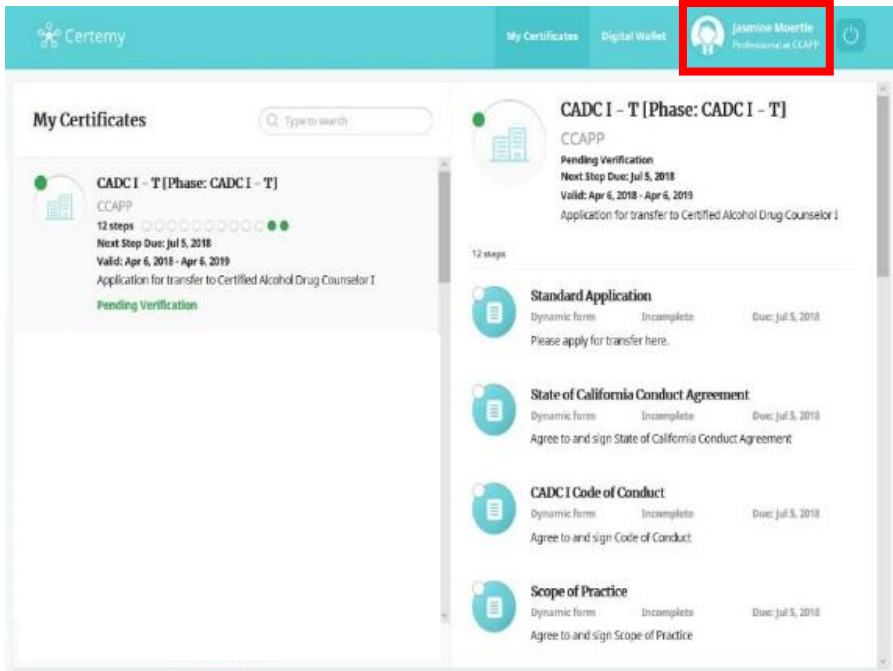 Certemy
My Certificates
Digital Wallet
Jasmine Moertle
Professional at CCAPP
My Certificates
Type to search
CADC I - T [Phase: CADC I - T]
CCAPP
12 steps
Next Step Due: Jul 5, 2018
Valid: Apr 6, 2018 - Apr 6, 2019
Application for transfer to Certified Alcohol Drug Counselor I
Pending Verification
CADC I - T [Phase: CADC I - T]
CCAPP
Pending Verification
Next Step Due: Jul 5, 2018
Valid: Apr 6, 2018 - Apr 6, 2019
Application for transfer to Certified Alcohol Drug Counselor I
12 steps
Standard Application
Dynamic form Incomplete Due: Jul 5, 2018
Please apply for transfer here.
State of California Conduct Agreement
Dynamic form Incomplete Due: Jul 5, 2018
Agree to and sign State of California Conduct Agreement
CADC I Code of Conduct
Dynamic form Incomplete Due: Jul 5, 2018
Agree to and sign Code of Conduct
Scope of Practice
Dynamic form Incomplete Due: Jul 5, 2018
Agree to and sign Scope of Practice